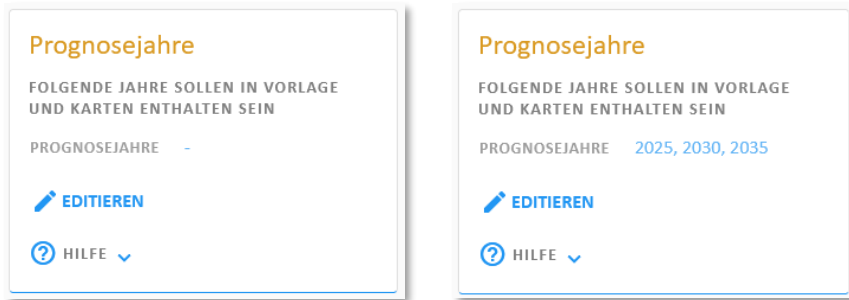 Prognosejahre
FOLGENDE JAHRE SOLLEN IN VORLAGE
UND KARTEN ENTHALTEN SEIN
PROGNOSEJAHRE -
EDITIEREN
HILFE
Prognosejahre
FOLGENDE JAHRE SOLLEN IN VORLAGE
UND KARTEN ENTHALTEN SEIN
PROGNOSEJAHRE 2025, 2030, 2035
EDITIEREN
HILFE